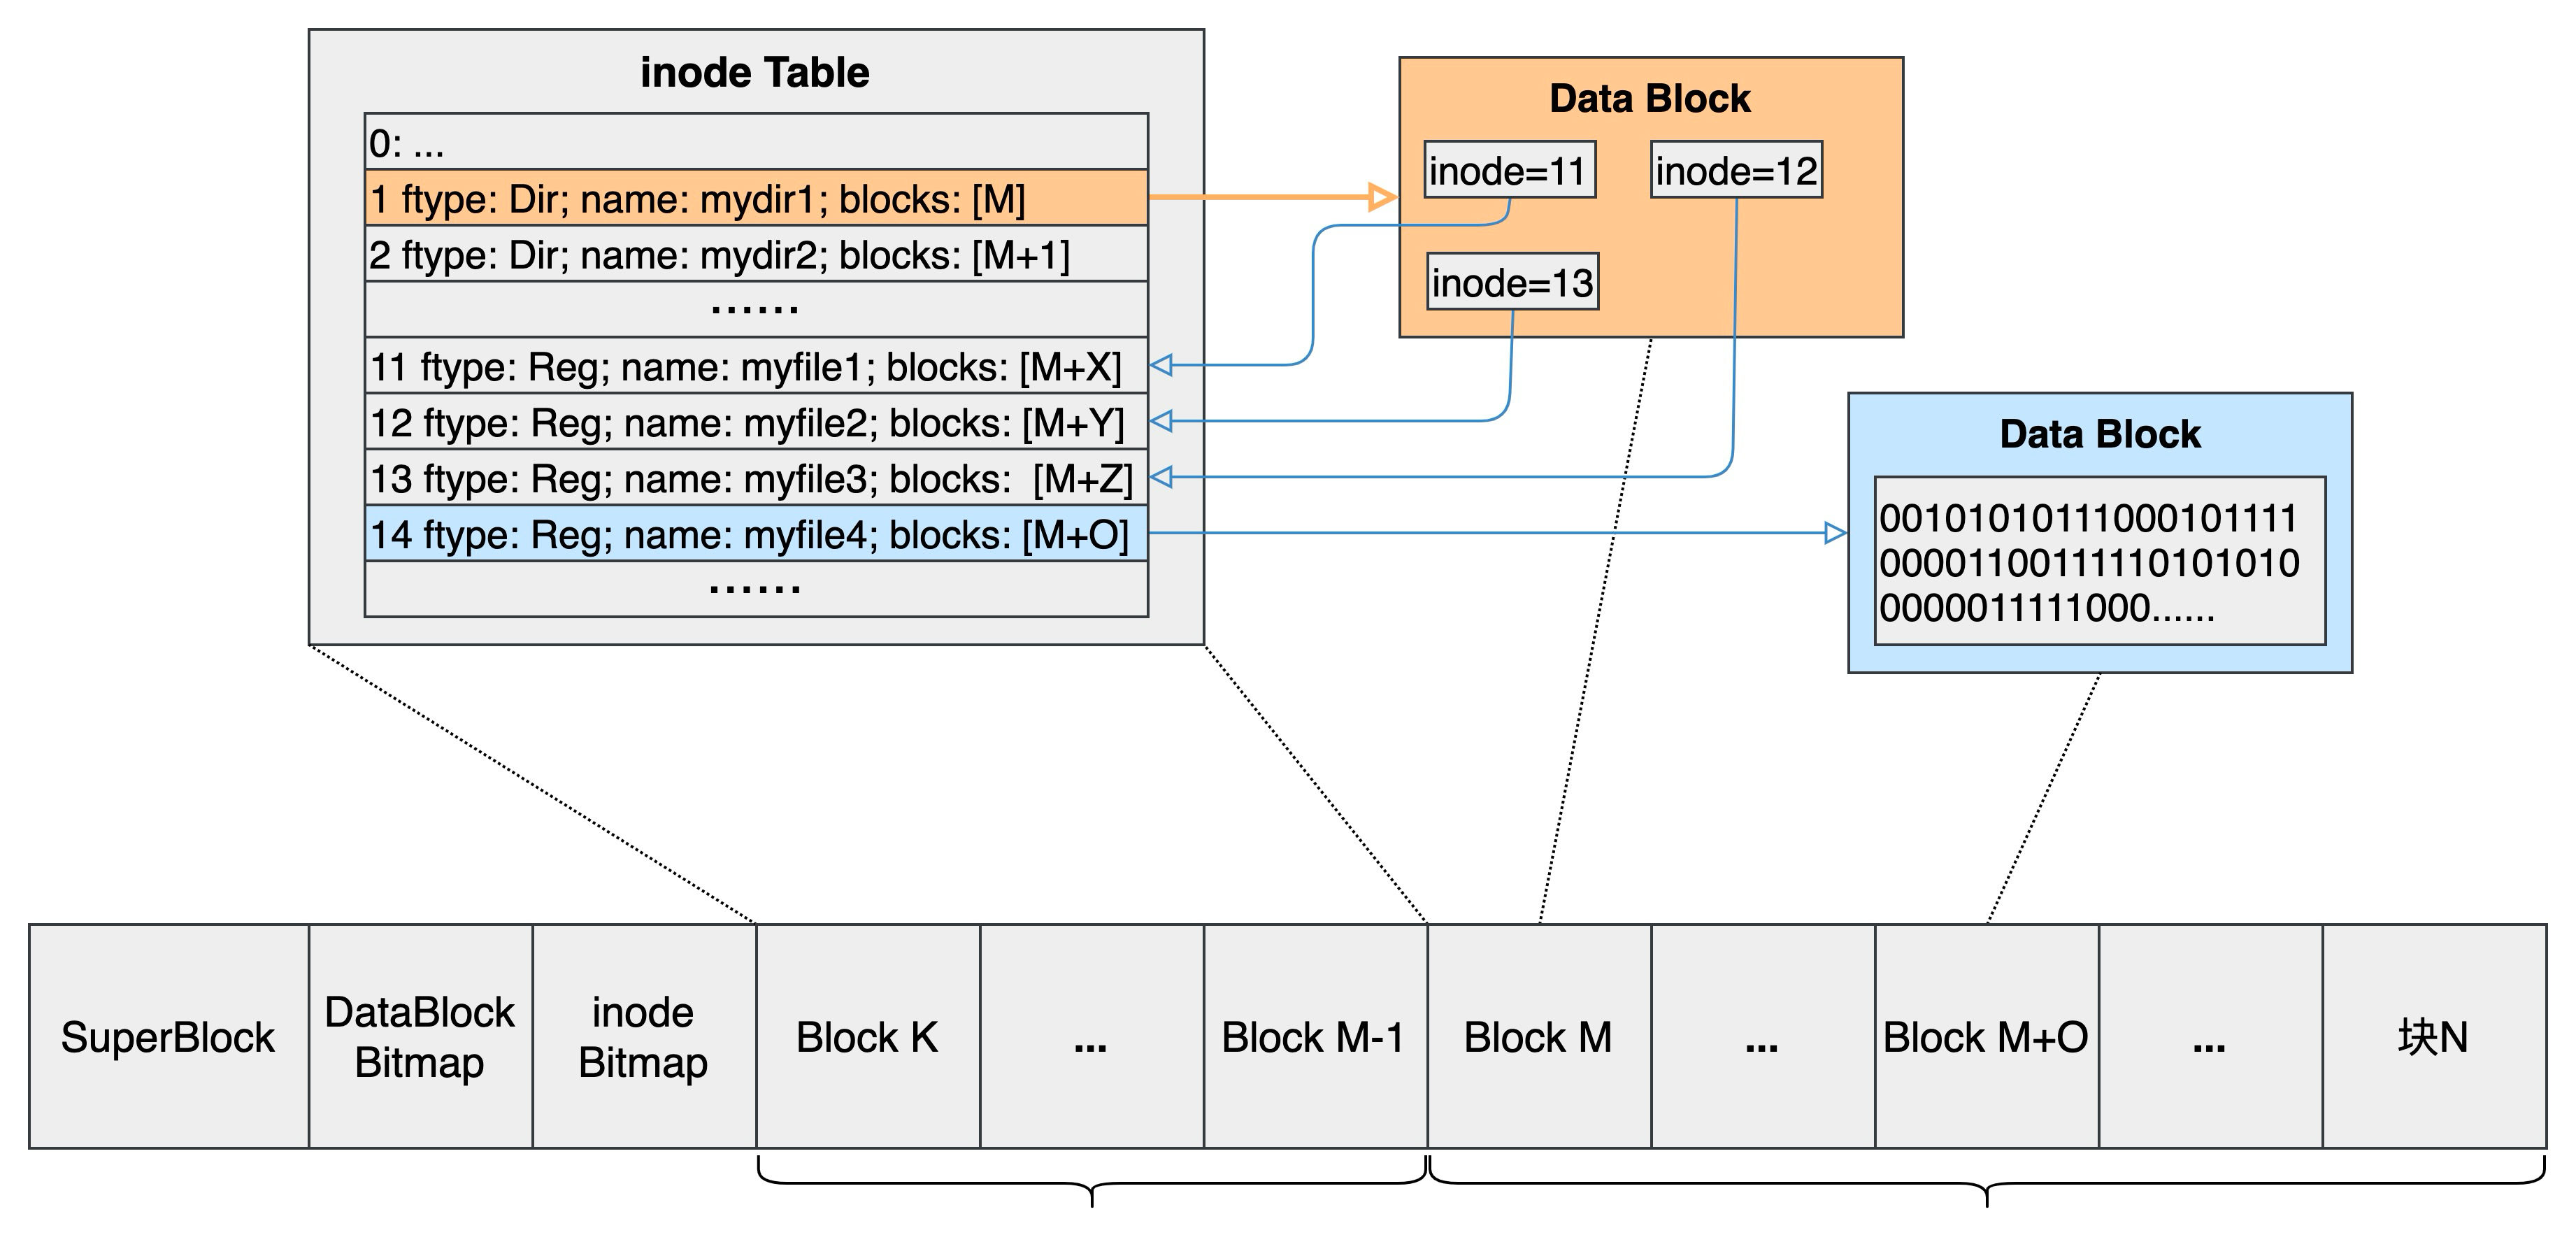 inode Table
0: ...
1 ftype: Dir; name: mydir1; blocks: [M]
2 ftype: Dir; name: mydir2; blocks: [M+1]
......
11 ftype: Reg; name: myfile1; blocks: [M+X]
12 ftype: Reg; name: myfile2; blocks: [M+Y]
13 ftype: Reg; name: myfile3; blocks: [M+Z]
14 ftype: Reg; name: myfile4; blocks: [M+O]
......
Data Block
inode=11
inode=12
inode=13
Data Block
00101010111000101111
00001100111110101010
0000011111000......
SuperBlock
DataBlock
Bitmap
inode
Bitmap
Block K
...
Block M-1
Block M
...
Block M+O
...
块N